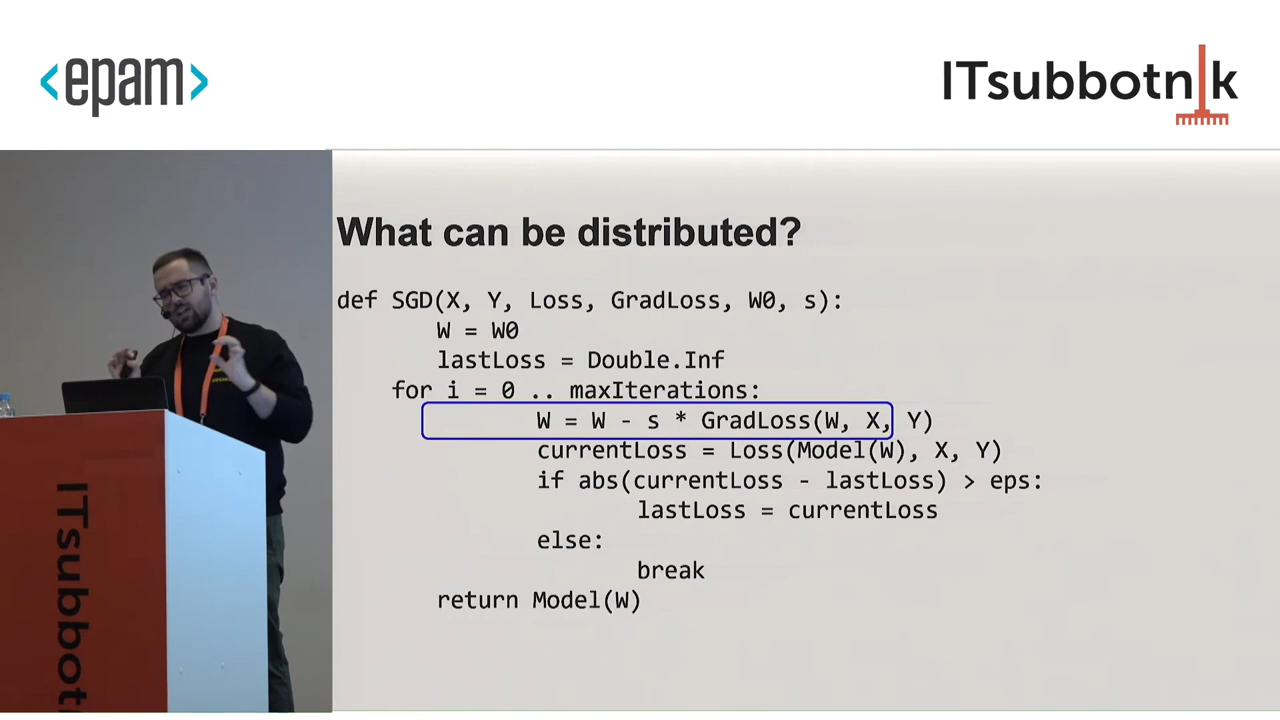 <epam>
ITsubbotnik
What can be distributed?
def SGD(X, Y, Loss, GradLoss, W0, s):
W = W0
lastLoss = Double.Inf
for i = 0 .. maxIterations:
W = W - s * GradLoss(W, X, Y)
currentLoss = Loss(Model(W), X, Y)
if abs(currentLoss - lastLoss) > eps:
lastLoss = currentLoss
else:
break
return Model(W)
ITsubbot